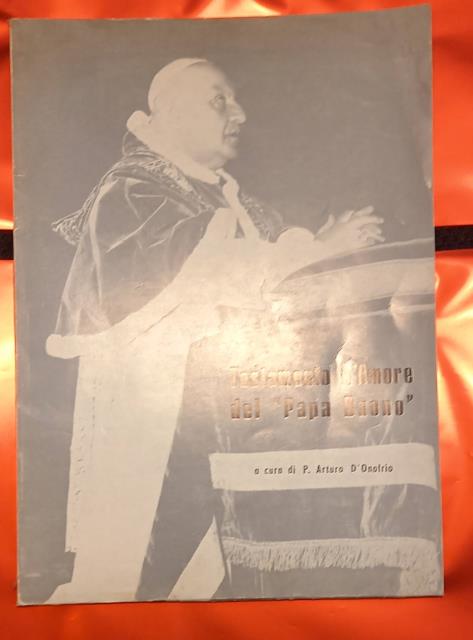 Testamento d'Amore
del "Papa Buono"
a cura di P. Arturo D'Onofrio